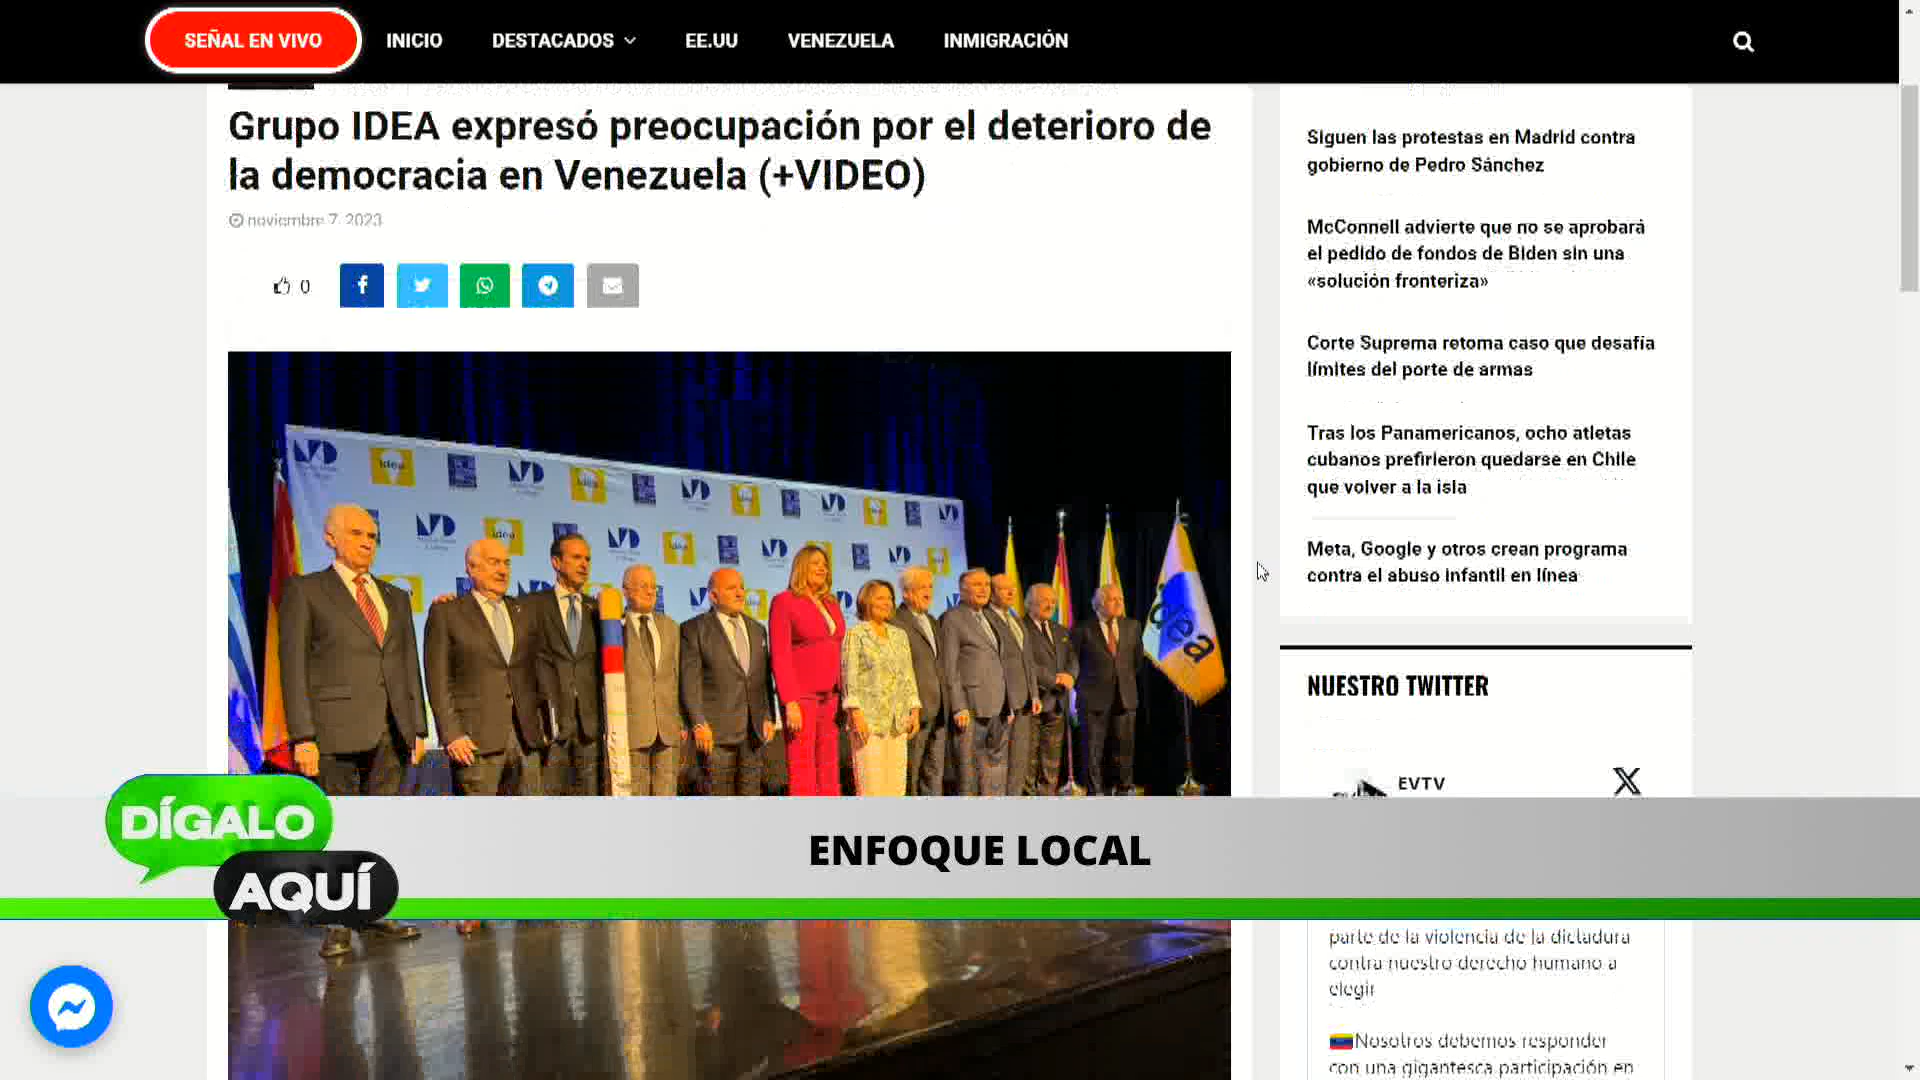 SEÑAL EN VIVO
INICIO
DESTACADOS
EE.UU
VENEZUELA
INMIGRACIÓN
Grupo IDEA expresó preocupación por el deterioro de
la democracia en Venezuela (+VIDEO)
noviembre 7, 2023
0
Siguen las protestas en Madrid contra
gobierno de Pedro Sánchez
McConnell advierte que no se aprobará
el pedido de fondos de Biden sin una
«solución fronteriza»
Corte Suprema retoma caso que desafía
límites del porte de armas
Tras los Panamericanos, ocho atletas
cubanos prefirieron quedarse en Chile
que volver a la isla
Meta, Google y otros crean programa
contra el abuso infantil en línea
NUESTRO TWITTER
EVTV
idea
DÍGALO
AQUÍ
ENFOQUE LOCAL
parte de la violencia de la dictadura
contra nuestro derecho humano a
elegir
Nosotros debemos responder
con una gigantesca participación en